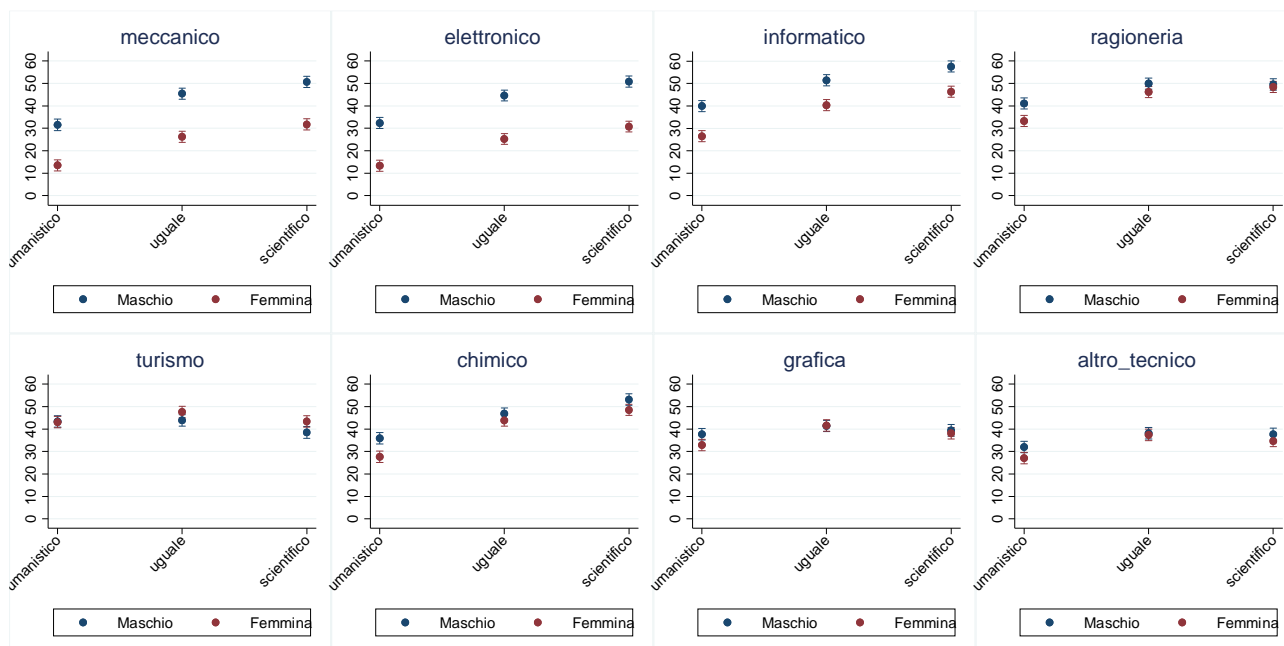 meccanico
60
50
40
30
20
10
0
umanistico
uguale
scientifico
Maschio Femmina
elettronico
60
50
40
30
20
10
0
umanistico
uguale
scientifico
Maschio Femmina
informatico
60
50
40
30
20
10
0
umanistico
uguale
scientifico
Maschio Femmina
ragioneria
60
50
40
30
20
10
0
umanistico
uguale
scientifico
Maschio Femmina
turismo
60
50
40
30
20
10
0
umanistico
uguale
scientifico
Maschio Femmina
chimico
60
50
40
30
20
10
0
umanistico
uguale
scientifico
Maschio Femmina
grafica
60
50
40
30
20
10
0
umanistico
uguale
scientifico
Maschio Femmina
altro_tecnico
60
50
40
30
20
10
0
umanistico
uguale
scientifico
Maschio Femmina